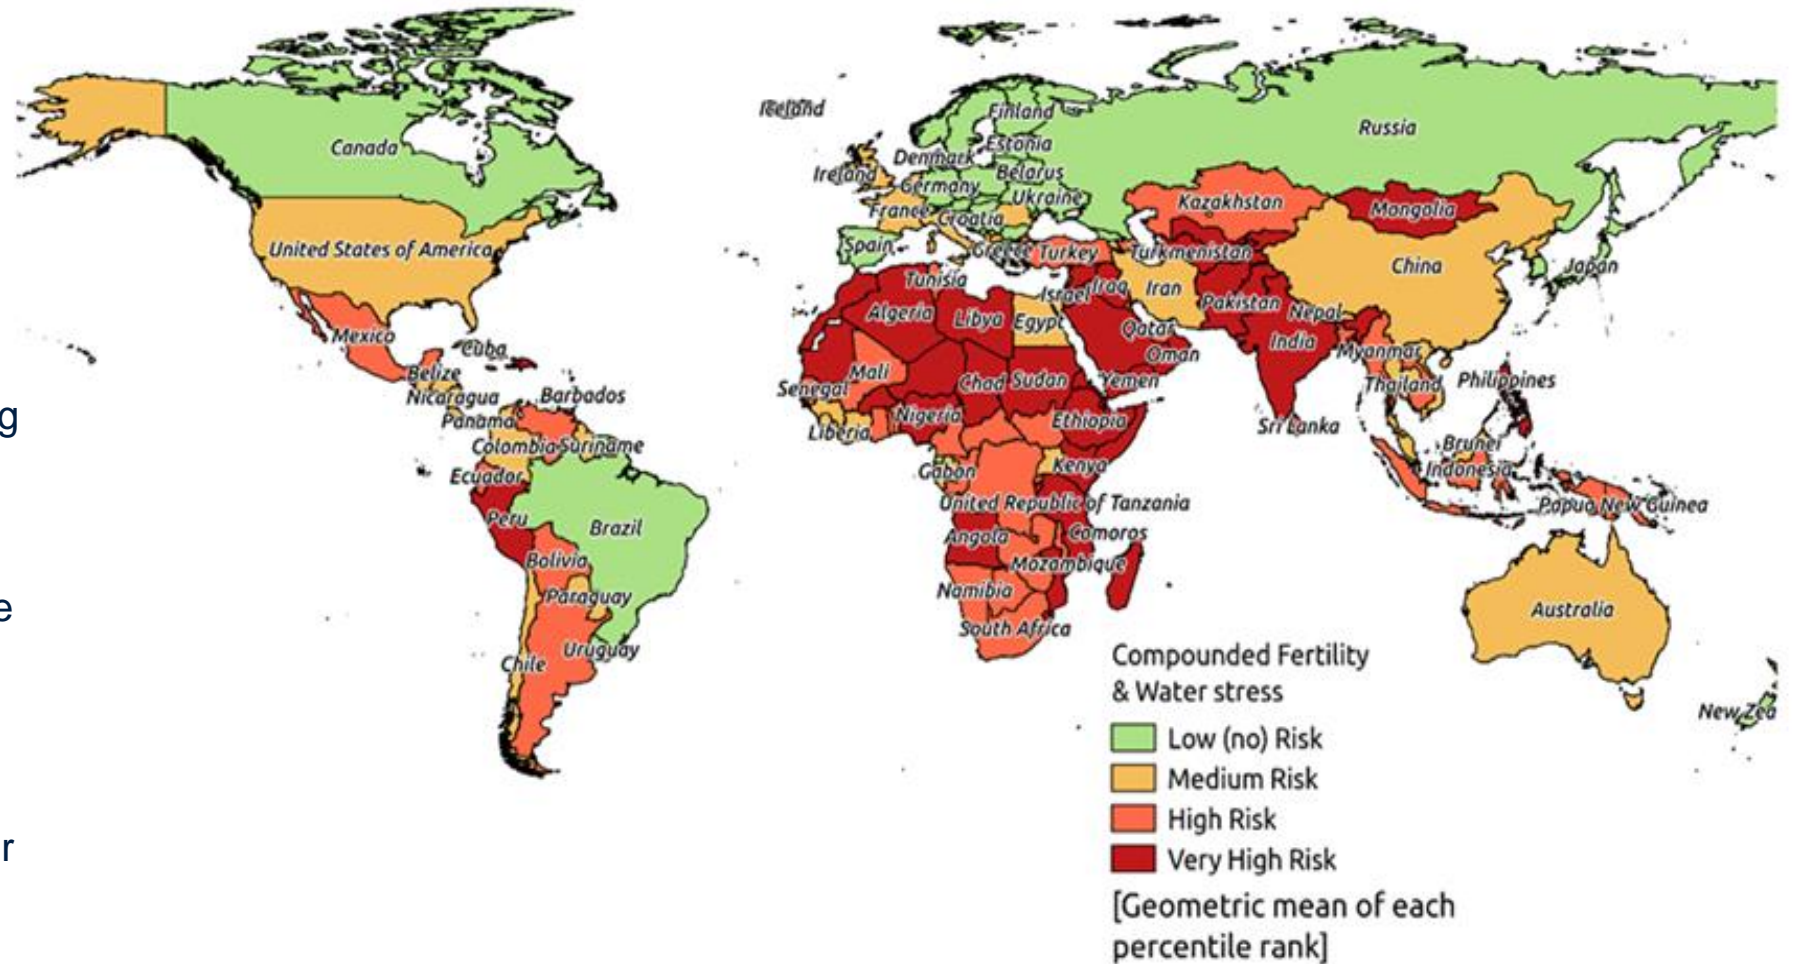 Iceland
Finland
Russia
Canada
Estonia
Denmark
Belarus
Ireland
Germany
Ukraine
Kazakhstan
Mongolia
France
Croatia
United States of America
Spain
Greece
Turkey
Turkmenistan
China
Japan
Tunisia
Israel
Iraq
Iran
Pakistan
Nepal
Algeria
Libya
Egypt
Qatar
India
Mexico
Cuba
Oman
Myanmar
Belize
Mali
Chad
Sudan
Yemen
Thailand
Philippines
Senegal
Nicaragua
Barbados
g
Panama
Nigeria
Ethiopia
Sri Lanka
Liberia
Colombia
Suriname
Brunei
Ecuador
Gabon
Kenya
Indonesia
United Republic of Tanzania
Papua New Guinea
Peru
Brazil
Angola
Comoros
Bolivia
Mozambique
Namibia
Paraguay
e
Australia
South Africa
Uruguay
Chile
Compounded Fertility
& Water stress
New Zea
Low (no) Risk
Medium Risk
High Risk
r
Very High Risk
[Geometric mean of each
percentile rank]